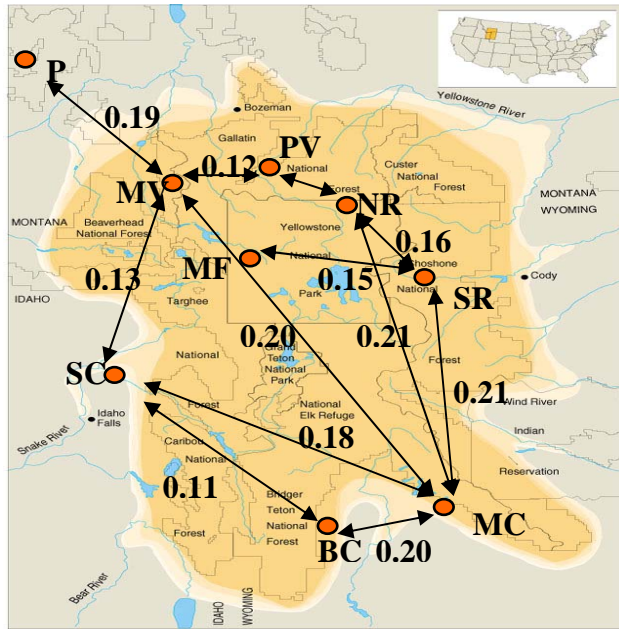 P
Yellowstone River
Bozeman
0.19
Gallatin
PV
0.12
National
Custer
National
Forest
MV
Forest
NR
MONTANA
WYOMING
MONTANA
Beaverhead
National Forest
Yellowstone
0.16
MF
National
Shoshone
Cody
0.13
0.15
National
SR
IDAHO
Targhee
Park
0.20
0.21
Grand
Teton
National
Park
National
Forest
SC
0.21
Forest
National
Elk Refuge
Wind River
Idaho
Falls
Indian
Snake River
Caribou
0.18
National
Reservation
0.11
Bridger
Teton
National
Forest
Forest
MC
BC
0.20
Bear River
IDAHO
WYOMING